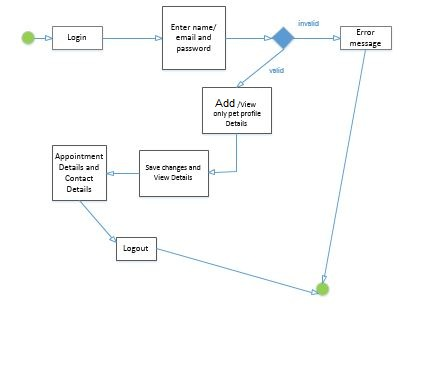 Login
Enter name/
email and
password
invalid
Error
message
valid
Add /View
only pet profile
Details
Appointment
Details and
Contact
Details
Save changes and
View Details
Logout